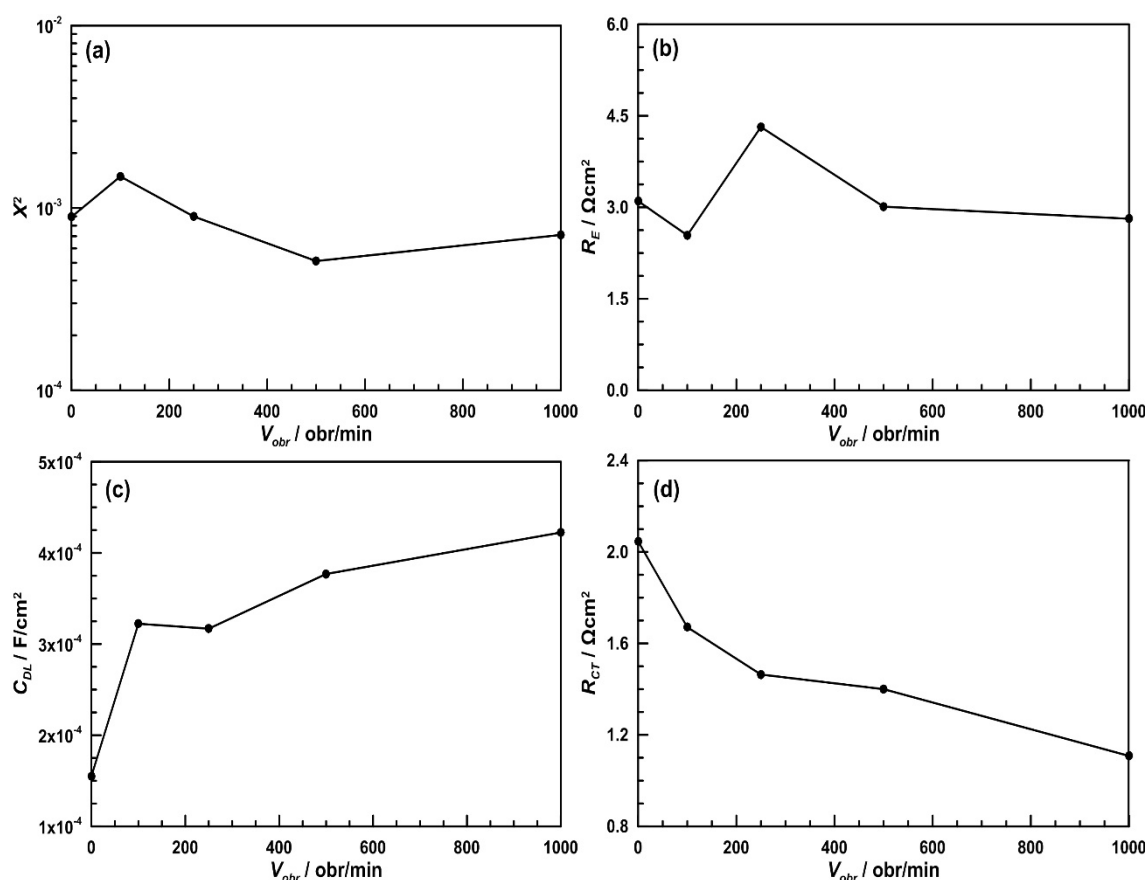 (a)
10⁻²
10⁻³
10⁻⁴
X²
0 200 400 600 800 1000
V_obr / obr/min
(b)
6.0
4.5
3.0
1.5
0.0
R_E / Ωcm²
0 200 400 600 800 1000
V_obr / obr/min
(c)
5x10⁻⁴
4x10⁻⁴
3x10⁻⁴
2x10⁻⁴
1x10⁻⁴
C_DL / F/cm²
0 200 400 600 800 1000
V_obr / obr/min
(d)
2.4
2.0
1.6
1.2
0.8
R_CT / Ωcm²
0 200 400 600 800 1000
V_obr / obr/min